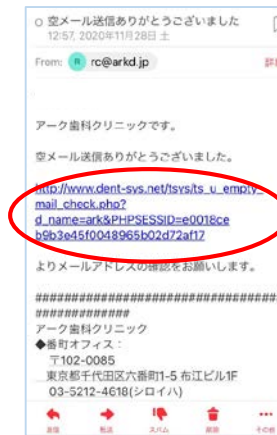 空メール送信ありがとうございました
12:57, 2020年11月28日 土
From: R rc@arkd.jp
アーク歯科クリニックです。
空メール送信ありがとうございました。
http://www.dent-sys.net/tsys/ts_u_empty_
mail_check.php?
d_name=ark&PHPSESSID=e0018ce
b9b3e45f0048965b02d72af17
よりメールアドレスの確認をお願いします。
###################################
############
アーク歯科クリニック
◆番町オフィス:
〒102-0085
東京都千代田区六番町1-5 布江ビル1F
03-5212-4618(シロイハ)
返信 転送 スパム 削除 その他